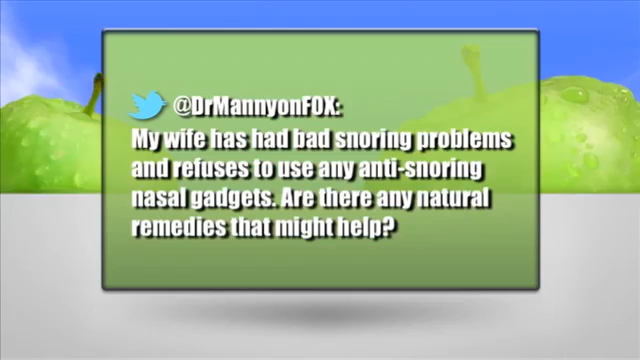 @DrMannyonFOX:
My wife has had bad snoring problems
and refuses to use any anti-snoring
nasal gadgets. Are there any natural
remedies that might help?